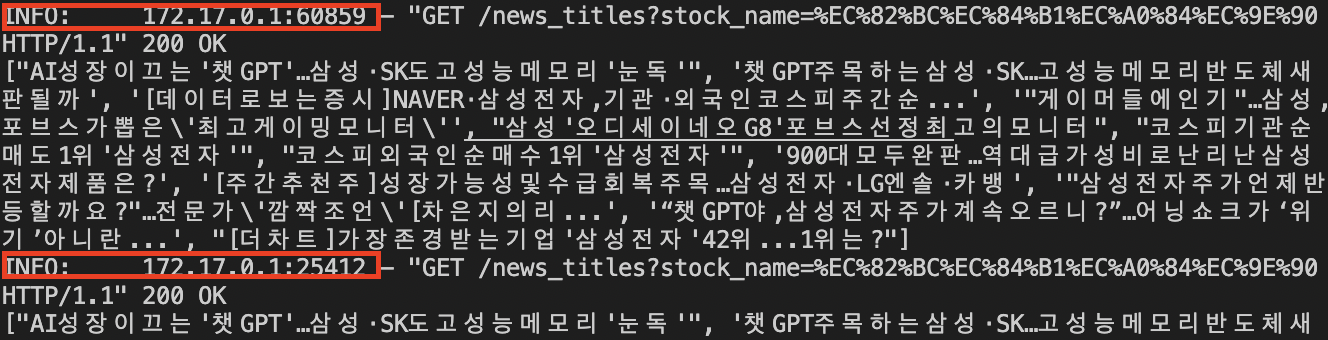 INFO:     172.17.0.1:60859 – "GET /news_titles?stock_name=%EC%82%BC%EC%84%B1%EC%A0%84%EC%9E%90
HTTP/1.1" 200 OK
["AI성장이끄는'챗GPT'…삼성·SK도고성능메모리'눈독'", '챗GPT주목하는삼성·SK…고성능메모리반도체새
판될까', '[데이터로보는증시]NAVER·삼성전자,기관·외국인코스피주간순...', '"게이머들에인기"…삼성,
포브스가뽑은\'최고게이밍모니터\'', "삼성'오디세이네오G8'포브스선정최고의모니터", "코스피기관순
매도1위'삼성전자'", "코스피외국인순매수1위'삼성전자'", '900대모두완판…역대급가성비로난리난삼성
전자제품은?', '[주간추천주]성장가능성및수급회복주목…삼성전자·LG엔솔·카뱅', '"삼성전자주가언제반
등할까요?"…전문가\'깜짝조언\'[차은지의리...', '“챗GPT야,삼성전자주가계속오르니?”…어닝쇼크가‘위
기’아니란...', "[더차트]가장존경받는기업'삼성전자'42위...1위는?"]
INFO:     172.17.0.1:25412 – "GET /news_titles?stock_name=%EC%82%BC%EC%84%B1%EC%A0%84%EC%9E%90
HTTP/1.1" 200 OK
["AI성장이끄는'챗GPT'…삼성·SK도고성능메모리'눈독'", '챗GPT주목하는삼성·SK…고성능메모리반도체새